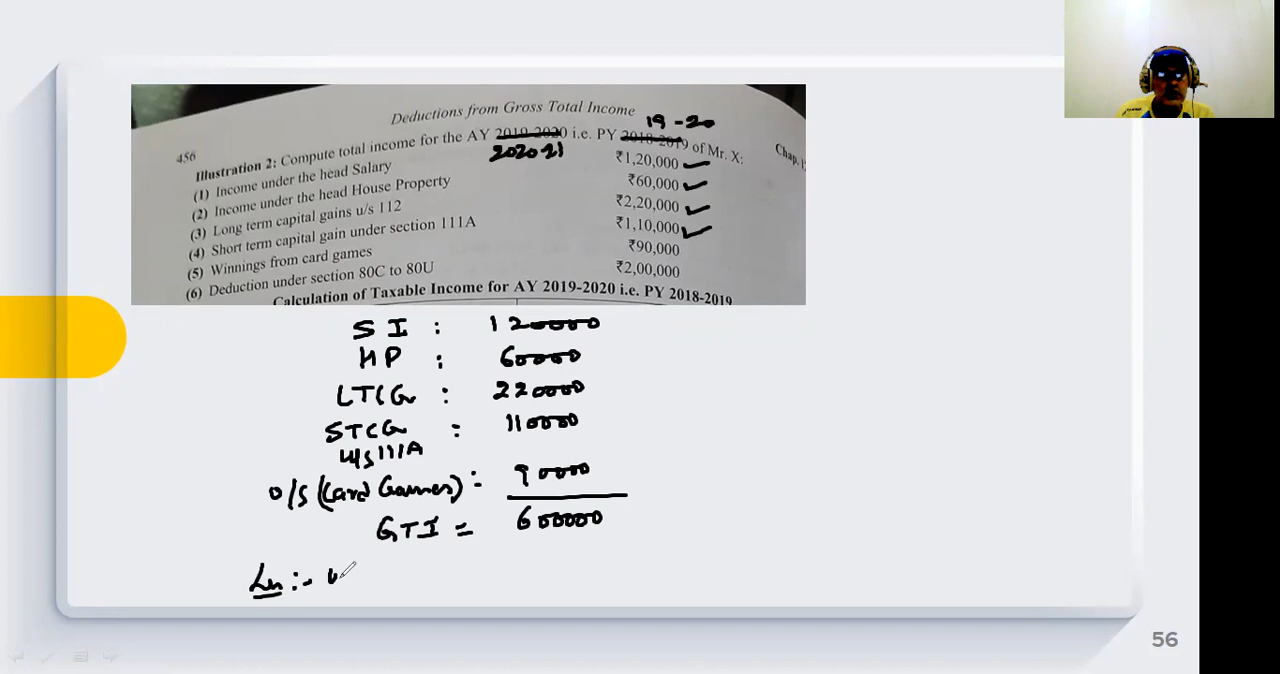 Deductions from Gross Total Income
456
19-20
Illustration 2: Compute total income for the AY 2019-2020 i.e. PY 2018-2019 of Mr. X:
2020-21
Chap.
(1) Income under the head Salary ₹1,20,000
(2) Income under the head House Property ₹60,000
(3) Long term capital gains u/s 112 ₹2,20,000
(4) Short term capital gain under section 111A ₹1,10,000
(5) Winnings from card games ₹90,000
(6) Deduction under section 80C to 80U ₹2,00,000
Calculation of Taxable Income for AY 2019-2020 i.e. PY 2018-2019
SI : 120000
HP : 60000
LTCG : 220000
STCG : 110000
u/s 111A
O/S (Card Games) : 90000
GTI = 600000
56